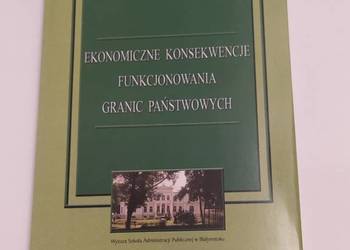 EKONOMICZNE KONSEKWENCJE
FUNKCJONOWANIA
GRANIC PAŃSTWOWYCH
Wyższa Szkoła Administracji Publicznej w Białymstoku